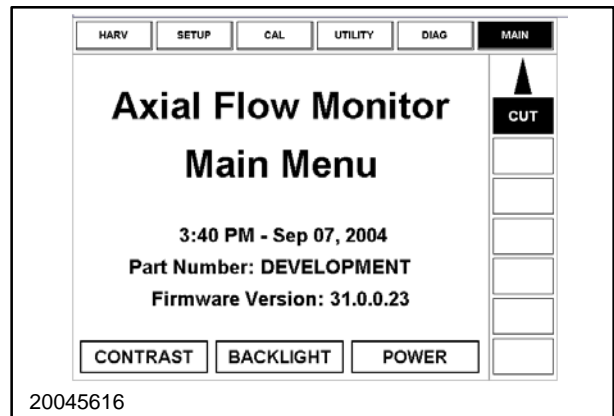 HARV SETUP CAL UTILITY DIAG MAIN
CUT
Axial Flow Monitor
Main Menu
3:40 PM - Sep 07, 2004
Part Number: DEVELOPMENT
Firmware Version: 31.0.0.23
CONTRAST BACKLIGHT POWER
20045616